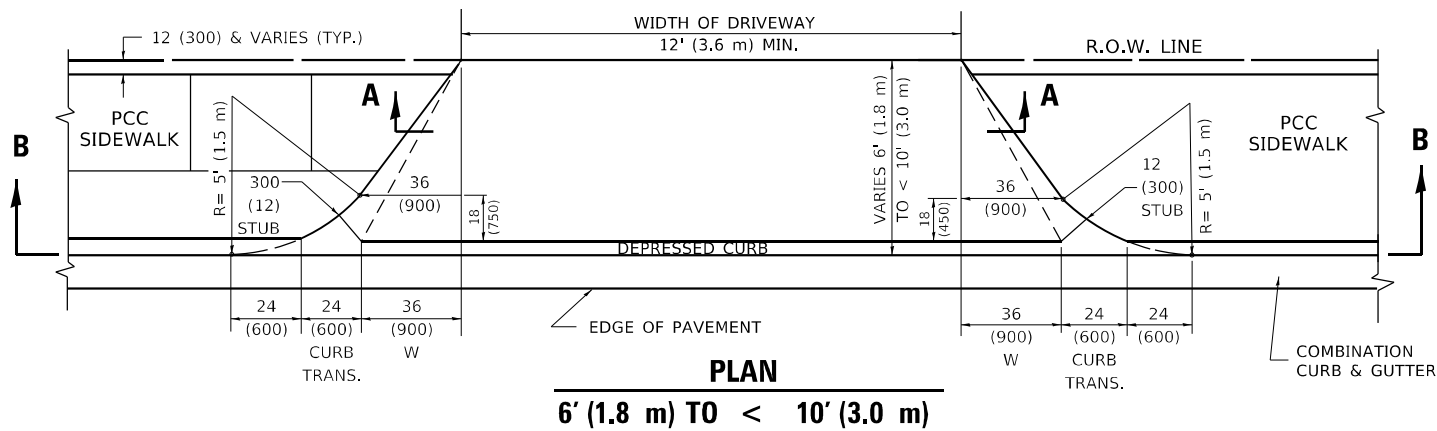 WIDTH OF DRIVEWAY
12' (3.6 m) MIN.
12 (300) & VARIES (TYP.)
R.O.W. LINE
A
A
PCC
SIDEWALK
PCC
SIDEWALK
B
B
R= 5' (1.5 m)
300
(12)
STUB
36
(900)
18
(750)
VARIES 6' (1.8 m)
TO < 10' (3.0 m)
36
(900)
18
(450)
12
(300)
STUB
R= 5' (1.5 m)
DEPRESSED CURB
24
(600)
24
(600)
CURB
TRANS.
36
(900)
W
EDGE OF PAVEMENT
36
(900)
W
24
(600)
CURB
TRANS.
24
(600)
COMBINATION
CURB & GUTTER
PLAN
6' (1.8 m) TO < 10' (3.0 m)